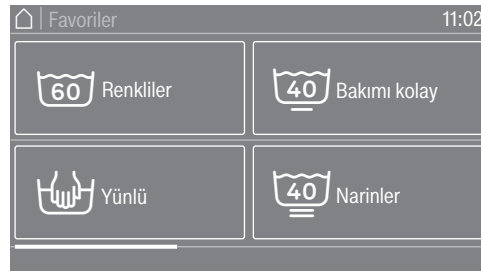 Favoriler 11:02
60 Renkliler
40 Bakımı kolay
Yünlü
40 Narinler